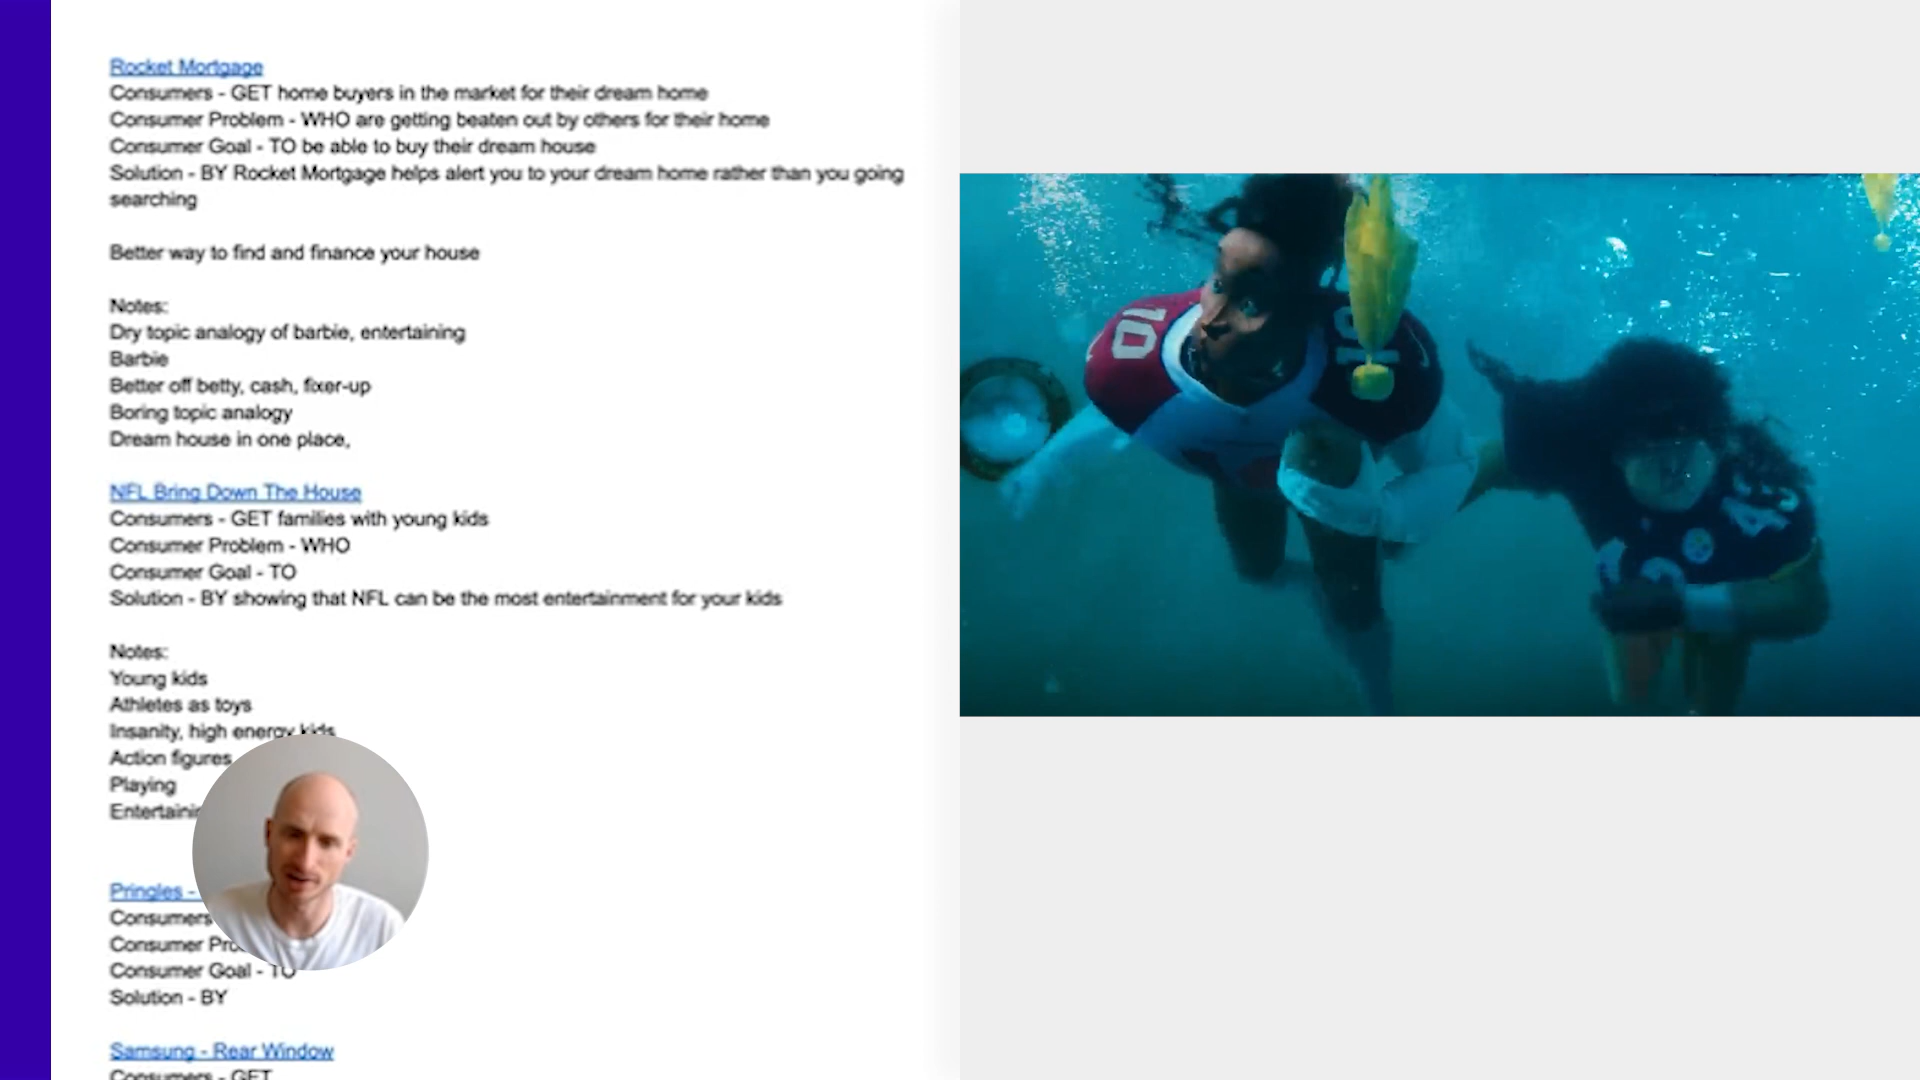 Rocket Mortgage
Consumers - GET home buyers in the market for their dream home
Consumer Problem - WHO are getting beaten out by others for their home
Consumer Goal - TO be able to buy their dream house
Solution - BY Rocket Mortgage helps alert you to your dream home rather than you going
searching
Better way to find and finance your house
Notes:
Dry topic analogy of barbie, entertaining
Barbie
Better off betty, cash, fixer-up
Boring topic analogy
Dream house in one place,
NFL Bring Down The House
Consumers - GET families with young kids
Consumer Problem - WHO
Consumer Goal - TO
Solution - BY showing that NFL can be the most entertainment for your kids
Notes:
Young kids
Athletes as toys
Insanity, high energy kids
Action figures
Playing
Pringles -
Consumers
Consumer
Consumer Goal - TO
Solution - BY
Samsung - Rear Window
Consumers - GET
10
10
43